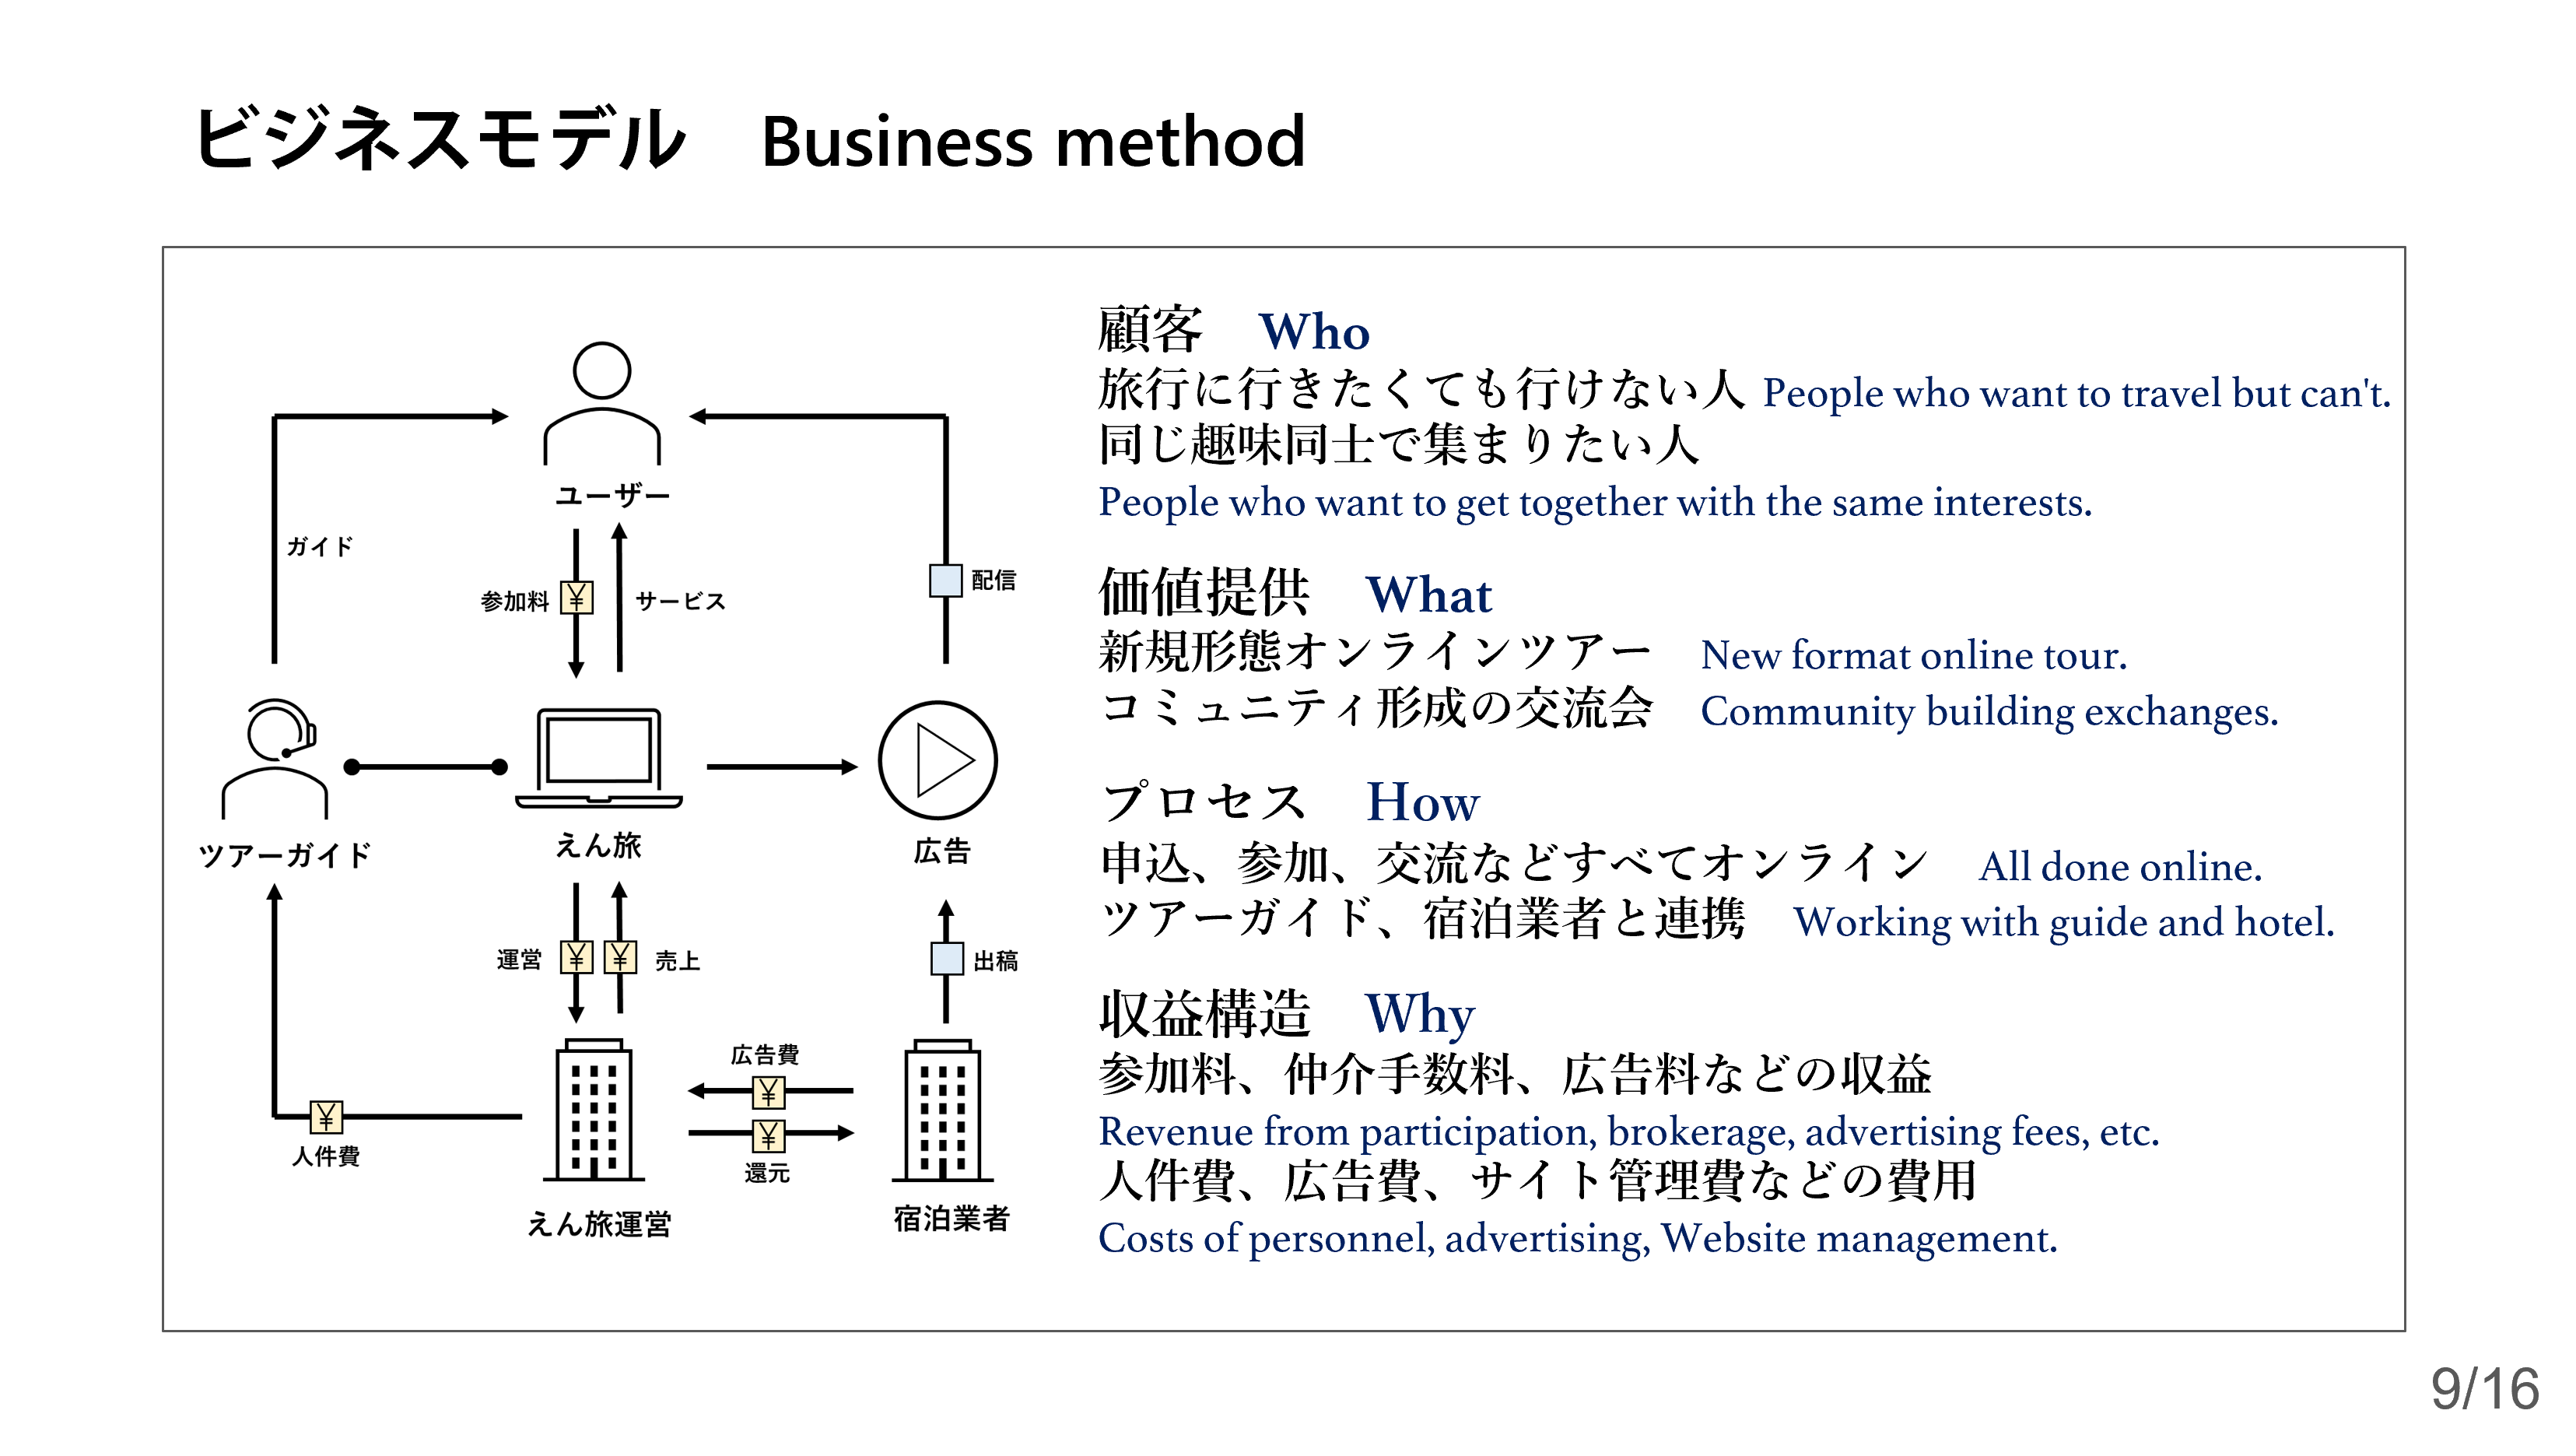 ビジネスモデル　Business method
ユーザー
ガイド
参加料
¥
サービス
配信
ツアーガイド
えん旅
広告
運営
¥
¥
売上
出稿
広告費
¥
¥
還元
¥
人件費
えん旅運営
宿泊業者
顧客　Who
旅行に行きたくても行けない人 People who want to travel but can't.
同じ趣味同士で集まりたい人
People who want to get together with the same interests.
価値提供　What
新規形態オンラインツアー　New format online tour.
コミュニティ形成の交流会　Community building exchanges.
プロセス　How
申込、参加、交流などすべてオンライン　All done online.
ツアーガイド、宿泊業者と連携　Working with guide and hotel.
収益構造　Why
参加料、仲介手数料、広告料などの収益
Revenue from participation, brokerage, advertising fees, etc.
人件費、広告費、サイト管理費などの費用
Costs of personnel, advertising, Website management.
9/16